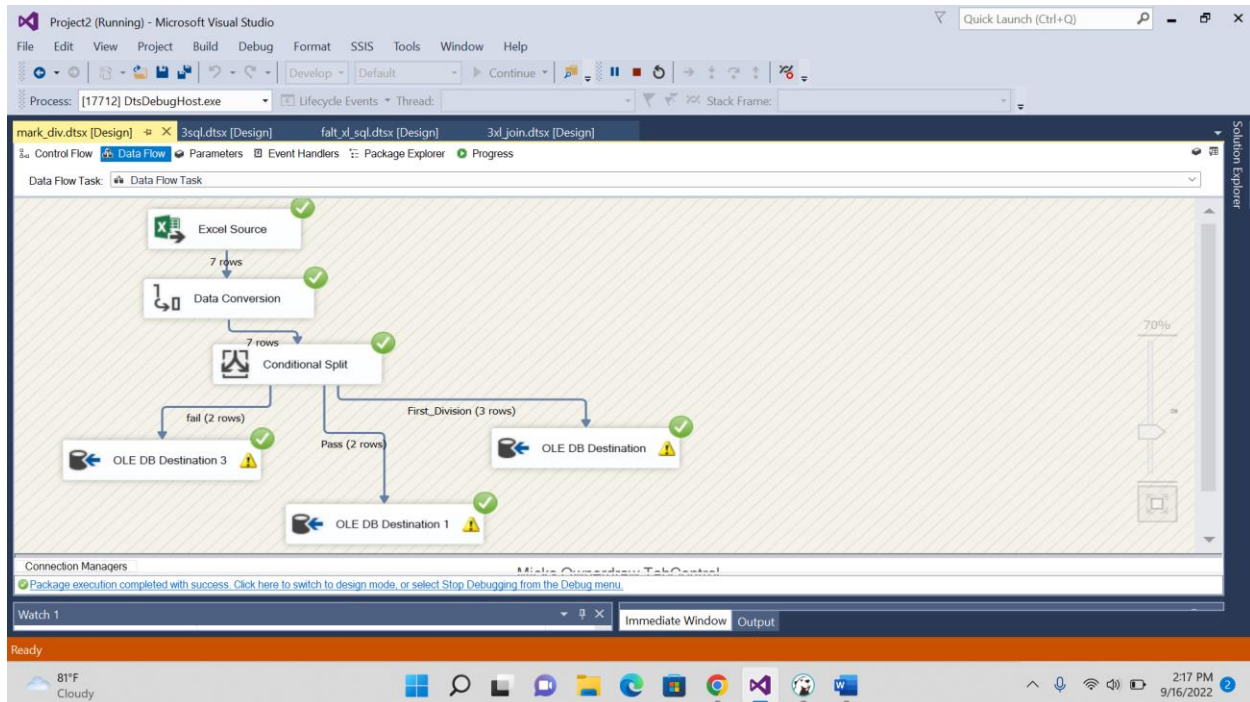 Project2 (Running) - Microsoft Visual Studio
Quick Launch (Ctrl+Q)
File Edit View Project Build Debug Format SSIS Tools Window Help
Develop Default Continue
Process: [17712] DtsDebugHost.exe Lifecycle Events Thread: Stack Frame:
mark_div.dtsx [Design] 3sql.dtsx [Design] falt_xl_sql.dtsx [Design] 3xl_join.dtsx [Design]
Solution Explorer
Control Flow Data Flow Parameters Event Handlers Package Explorer Progress
Data Flow Task: Data Flow Task
Excel Source
7 rows
Data Conversion
7 rows
70%
Conditional Split
First_Division (3 rows)
fail (2 rows)
Pass (2 rows)
OLE DB Destination
OLE DB Destination 3
OLE DB Destination 1
Connection Managers
Package execution completed with success. Click here to switch to design mode, or select Stop Debugging from the Debug menu.
Watch 1
Immediate Window Output
Ready
81°F
Cloudy
2:17 PM
9/16/2022
2